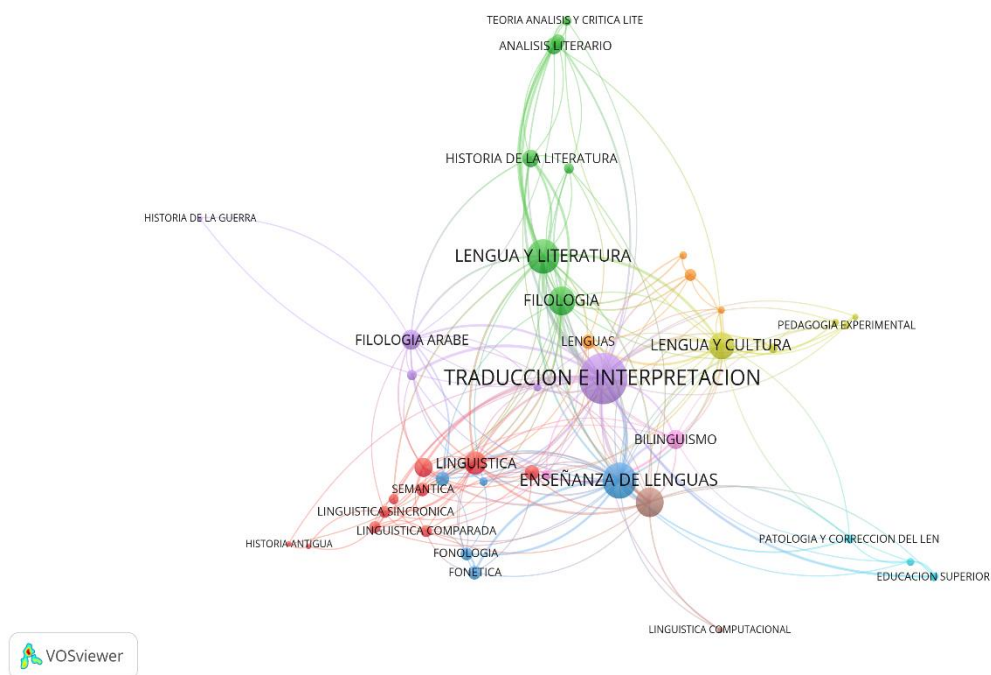 TEORIA ANALISIS Y CRITICA LITE
ANALISIS LITERARIO
HISTORIA DE LA LITERATURA
HISTORIA DE LA GUERRA
LENGUA Y LITERATURA
FILOLOGIA
PEDAGOGIA EXPERIMENTAL
FILOLOGIA ARABE
LENGUAS
LENGUA Y CULTURA
TRADUCCION E INTERPRETACION
BILINGUISMO
LINGUISTICA
ENSEÑANZA DE LENGUAS
SEMANTICA
LINGUISTICA SINCRONICA
LINGUISTICA COMPARADA
HISTORIA ANTIGUA
PATOLOGIA Y CORRECCION DEL LEN
FONOLOGIA
FONETICA
EDUCACION SUPERIOR
LINGUISTICA COMPUTACIONAL
VOSviewer